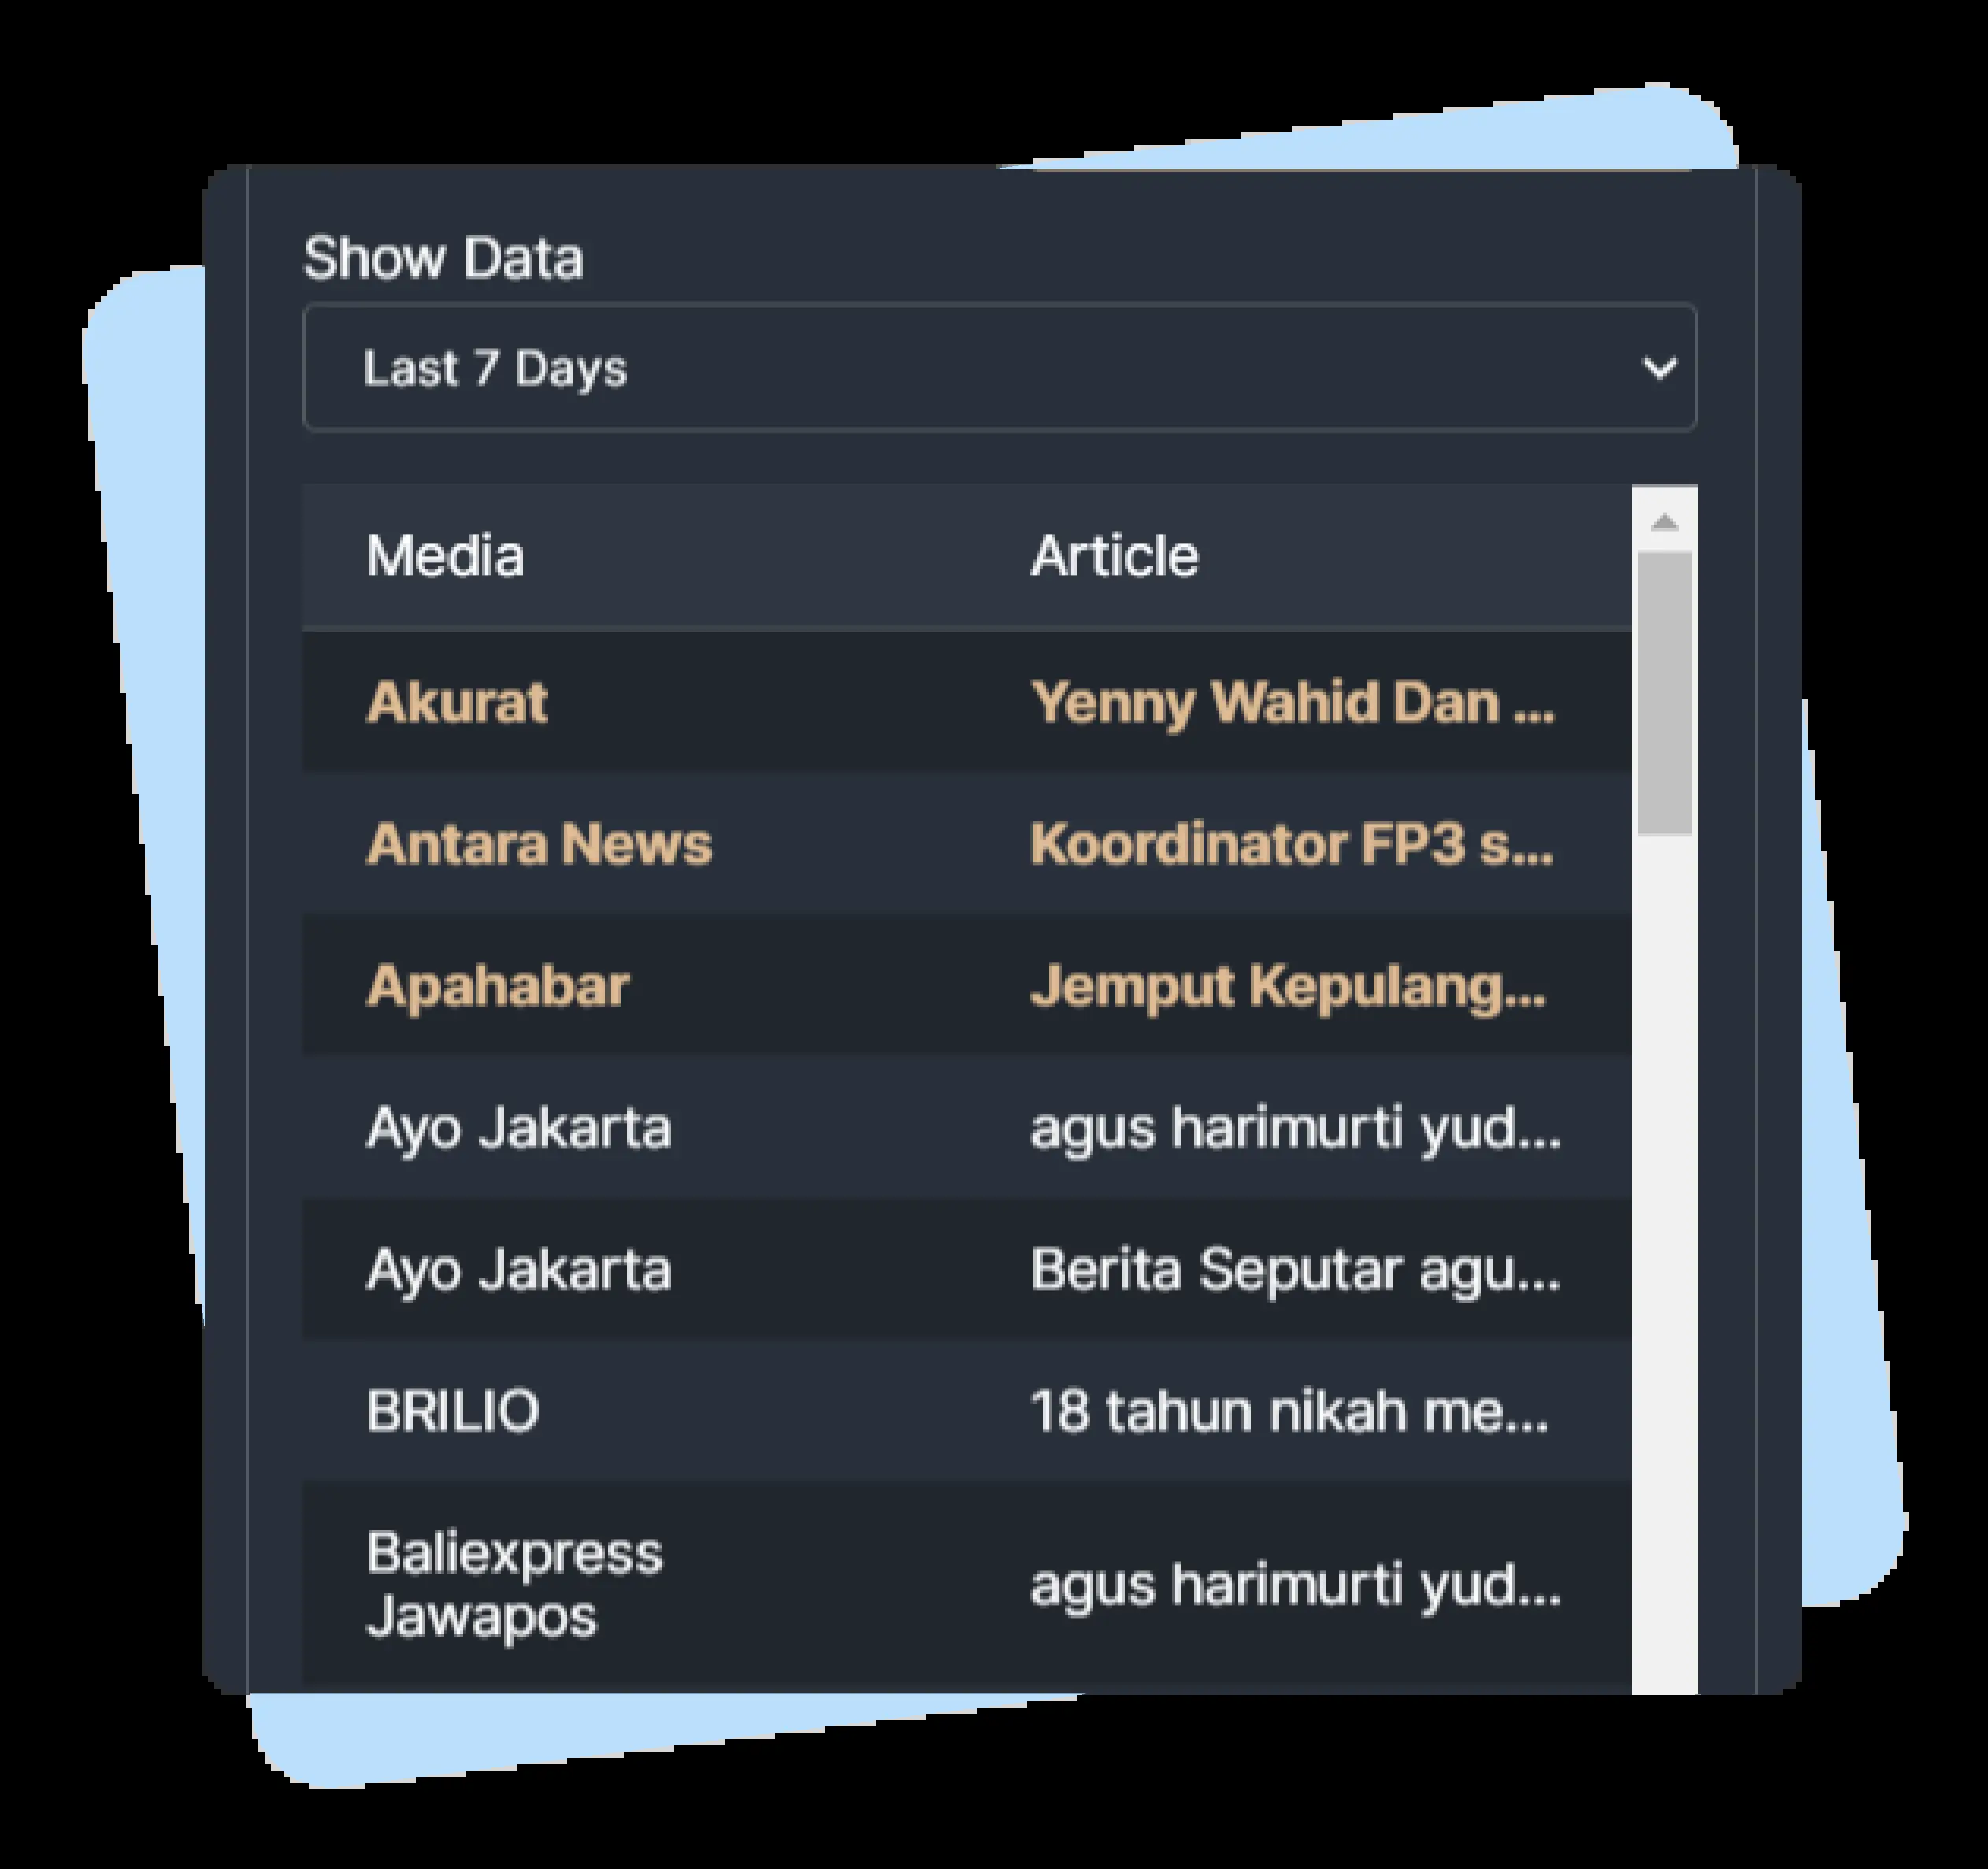 Show Data
Last 7 Days
Media Article
Akurat Yenny Wahid Dan ...
Antara News Koordinator FP3 s...
Apahabar Jemput Kepulang...
Ayo Jakarta agus harimurti yud...
Ayo Jakarta Berita Seputar agu...
BRILIO 18 tahun nikah me...
Baliexpress
Jawapos
agus harimurti yud...